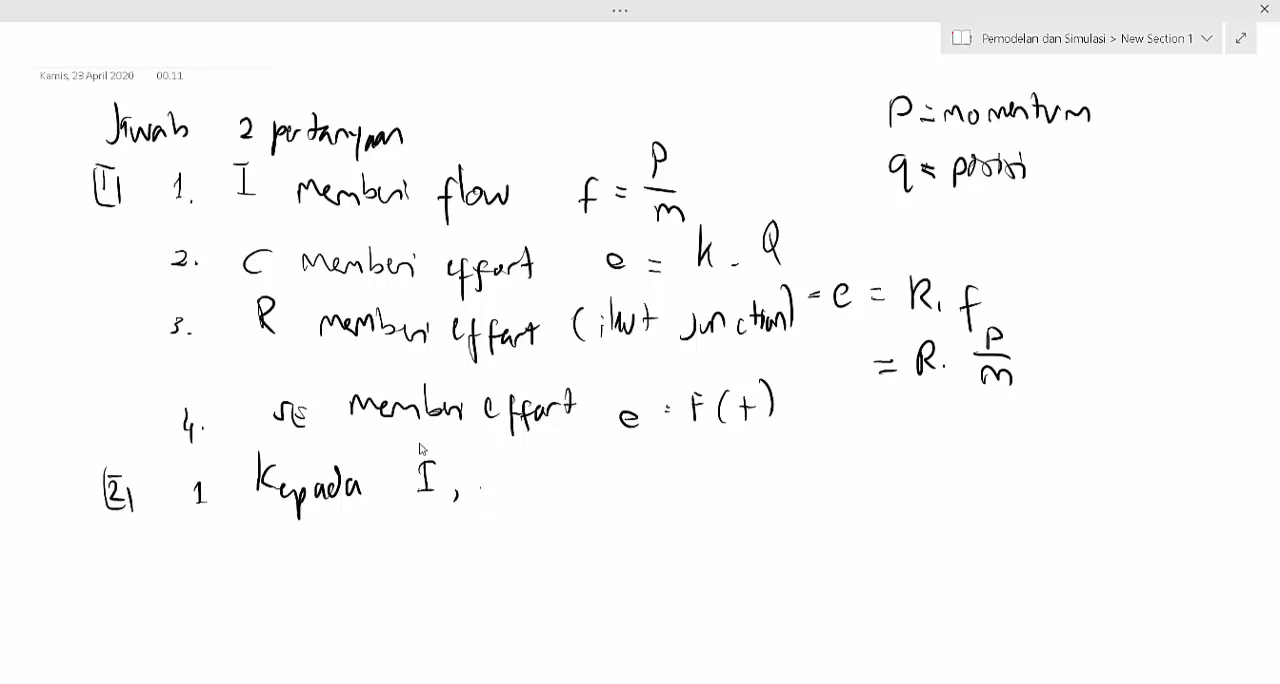 Pemodelan dan Simulasi > New Section 1
Kamis, 23 April 2020 00.11
Jawab 2 pertanyaan
(1) 1. I memberi flow f = P/m
2. C memberi effort e = k . Q
3. R memberi effort (ikut junction) = e = R. f
= R. P/m
4. SE memberi effort e = F(t)
(2) 1 Kepada I,
P = momentum
q = posisi